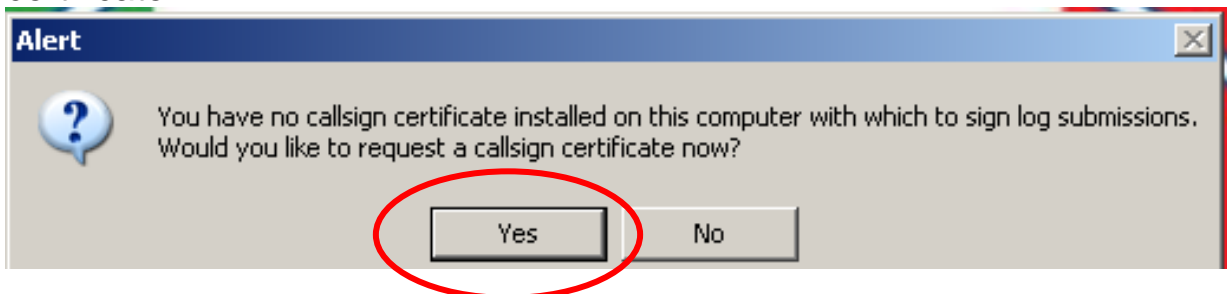 Alert
You have no callsign certificate installed on this computer with which to sign log submissions.
Would you like to request a callsign certificate now?
Yes
No